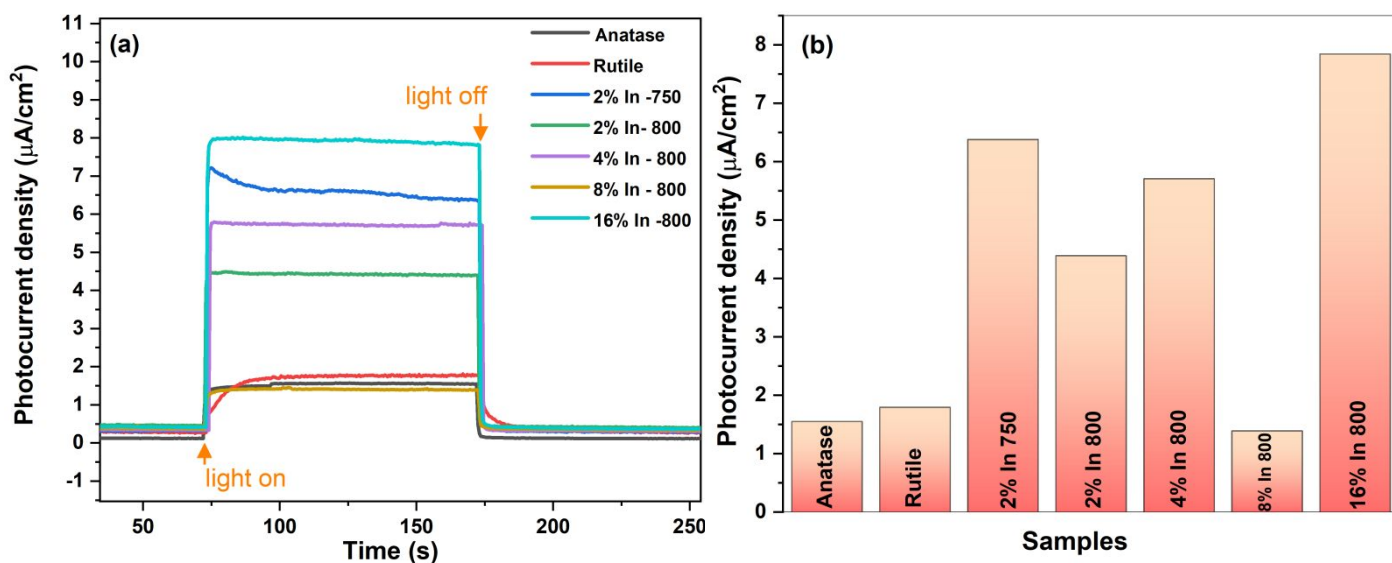 (a)
Photocurrent density (µA/cm²)
11
10
9
8
7
6
5
4
3
2
1
0
-1
50
100
150
200
250
Time (s)
light on
light off
Anatase
Rutile
2% In -750
2% In- 800
4% In - 800
8% In - 800
16% In -800
(b)
Photocurrent density (µA/cm²)
8
7
6
5
4
3
2
1
0
Anatase
Rutile
2% In 750
2% In 800
4% In 800
8% In 800
16% In 800
Samples